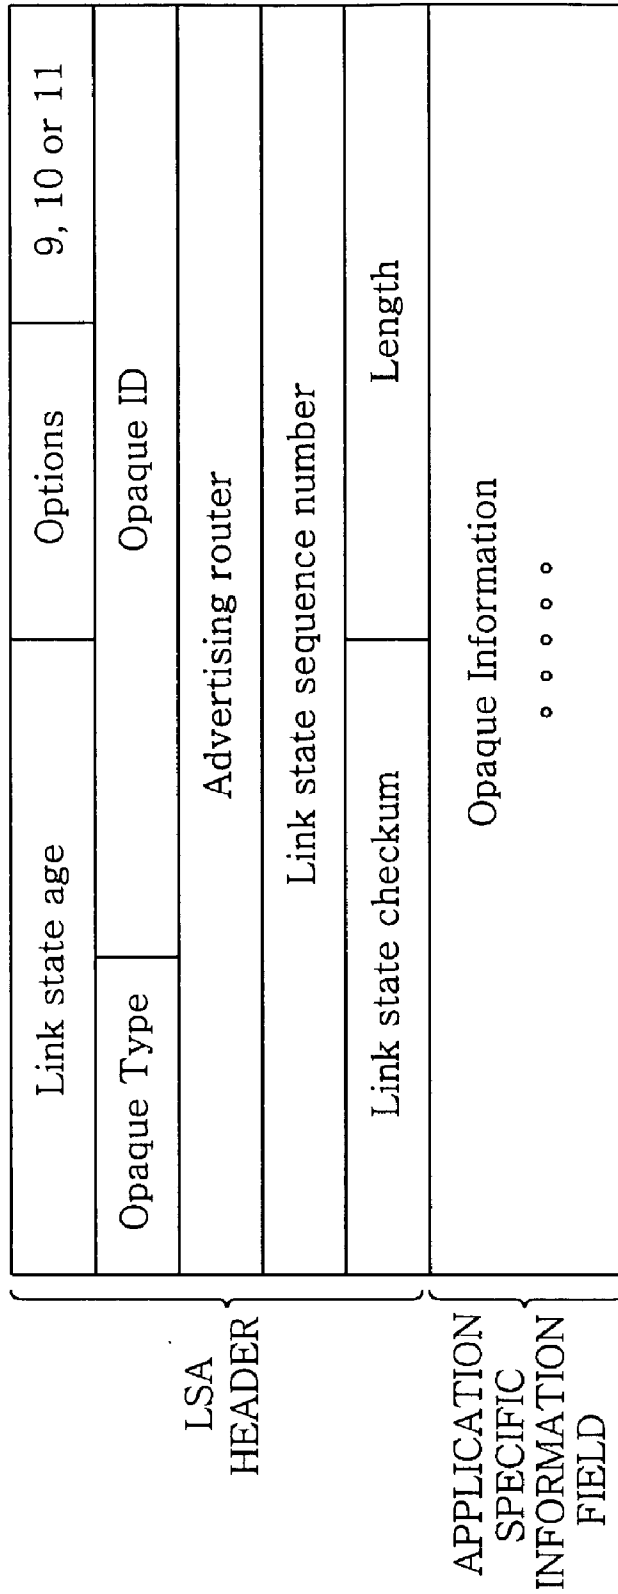 Link state age
Options
9, 10 or 11
Opaque Type
Opaque ID
Advertising router
Link state sequence number
Link state checkum
Length
Opaque Information
LSA
HEADER
APPLICATION
SPECIFIC
INFORMATION
FIELD